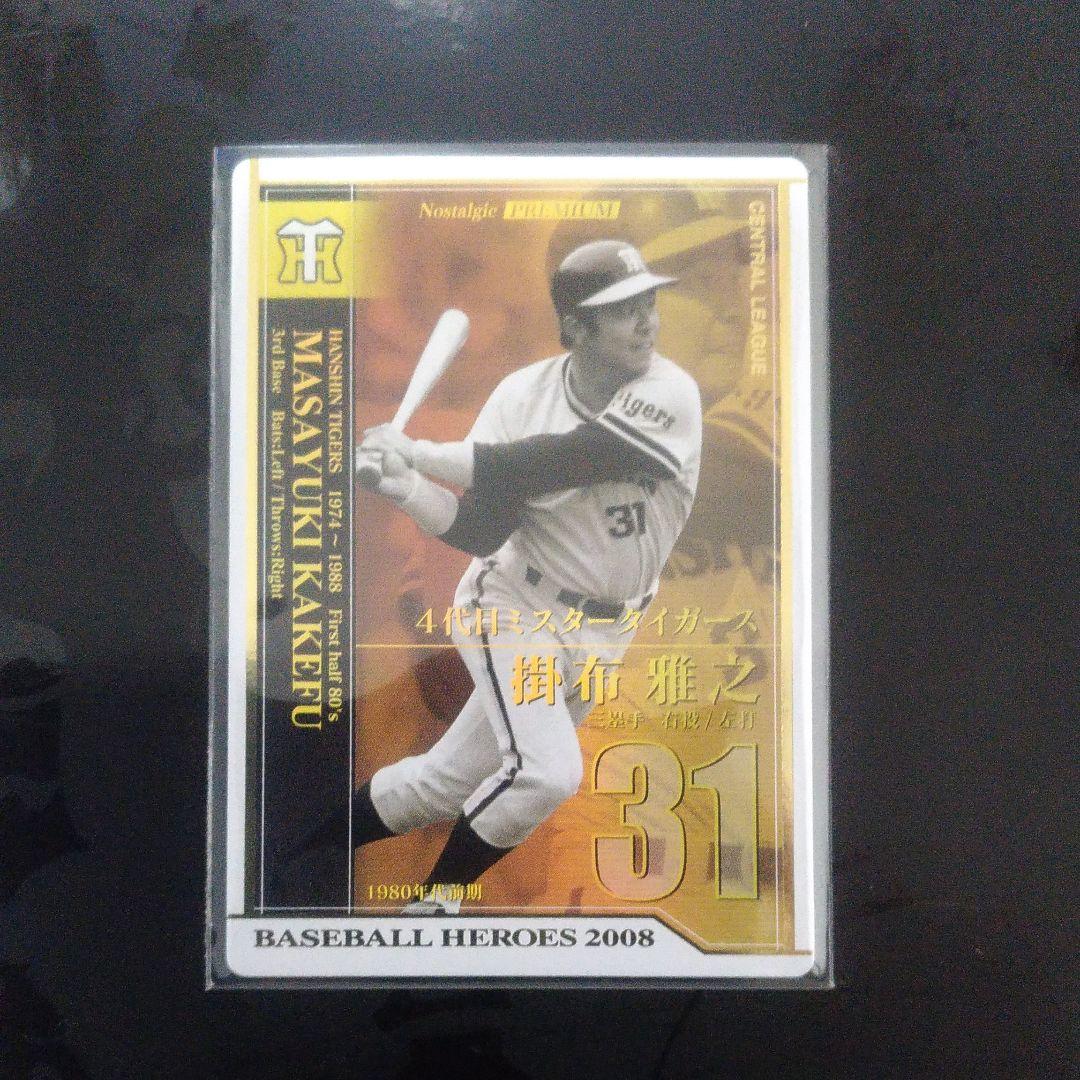 Nostalgic PREMIUM
CENTRAL LEAGUE
HT
HANSHIN TIGERS 1974～1988 First half 80's
MASAYUKI KAKEFU
3rd Base Bats:Left / Throws:Right
Tigers
31
4代目ミスタータイガース
掛布 雅之
三塁手 右投/左打
31
1980年代前期
BASEBALL HEROES 2008